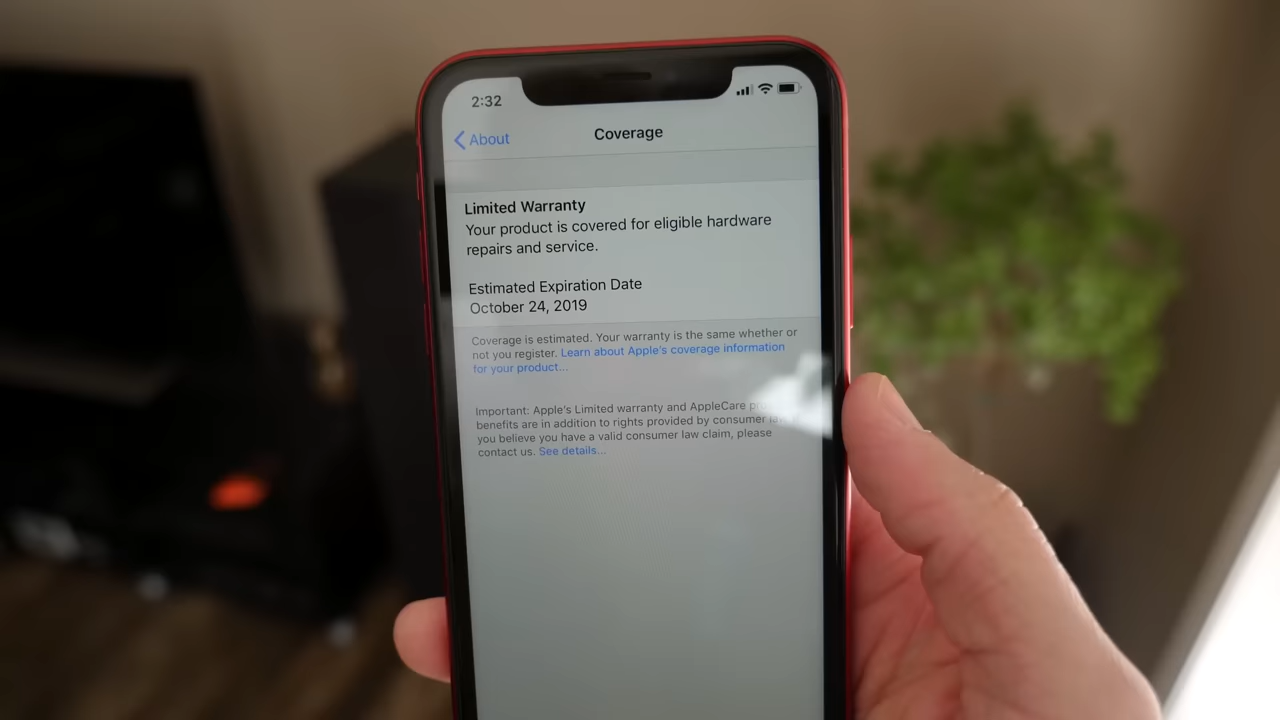 2:32
About
Coverage
Limited Warranty
Your product is covered for eligible hardware
repairs and service.
Estimated Expiration Date
October 24, 2019
Coverage is estimated. Your warranty is the same whether or
not you register. Learn about Apple's coverage information
for your product...
Important: Apple's Limited warranty and AppleCare
benefits are in addition to rights provided by consumer
you believe you have a valid consumer law claim, please
contact us. See details...